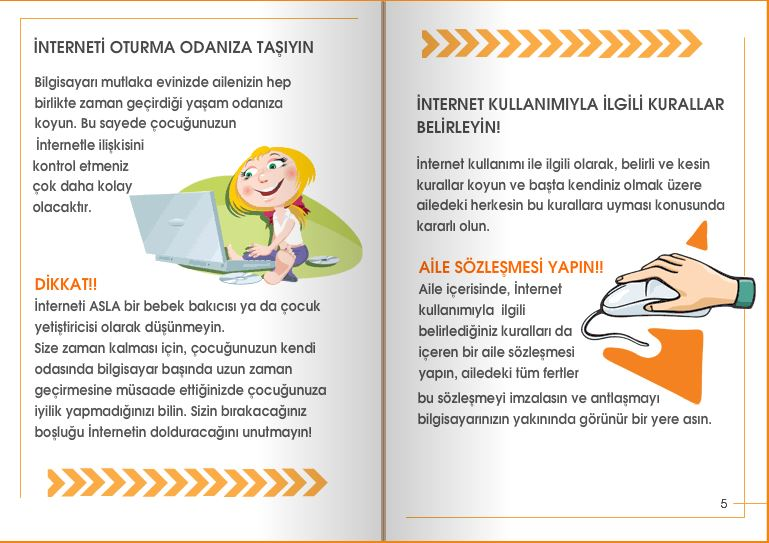 İNTERNETİ OTURMA ODANIZA TAŞIYIN
Bilgisayarı mutlaka evinizde ailenizin hep
birlikte zaman geçirdiği yaşam odanıza
koyun. Bu sayede çocuğunuzun
İnternetle ilişkisini
kontrol etmeniz
çok daha kolay
olacaktır.
DİKKAT!!
İnterneti ASLA bir bebek bakıcısı ya da çocuk
yetiştiricisi olarak düşünmeyin.
Size zaman kalması için, çocuğunuzun kendi
odasında bilgisayar başında uzun zaman
geçirmesine müsaade ettiğinizde çocuğunuza
iyilik yapmadığınızı bilin. Sizin bırakacağınız
boşluğu İnternetin dolduracağını unutmayın!
İNTERNET KULLANIMIYLA İLGİLİ KURALLAR
BELİRLEYİN!
İnternet kullanımı ile ilgili olarak, belirli ve kesin
kurallar koyun ve başta kendiniz olmak üzere
ailedeki herkesin bu kurallara uyması konusunda
kararlı olun.
AİLE SÖZLEŞMESİ YAPIN!!
Aile içerisinde, İnternet
kullanımıyla ilgili
belirlediğiniz kuralları da
içeren bir aile sözleşmesi
yapın, ailedeki tüm fertler
bu sözleşmeyi imzalasın ve antlaşmayı
bilgisayarınızın yakınında görünür bir yere asın.
5